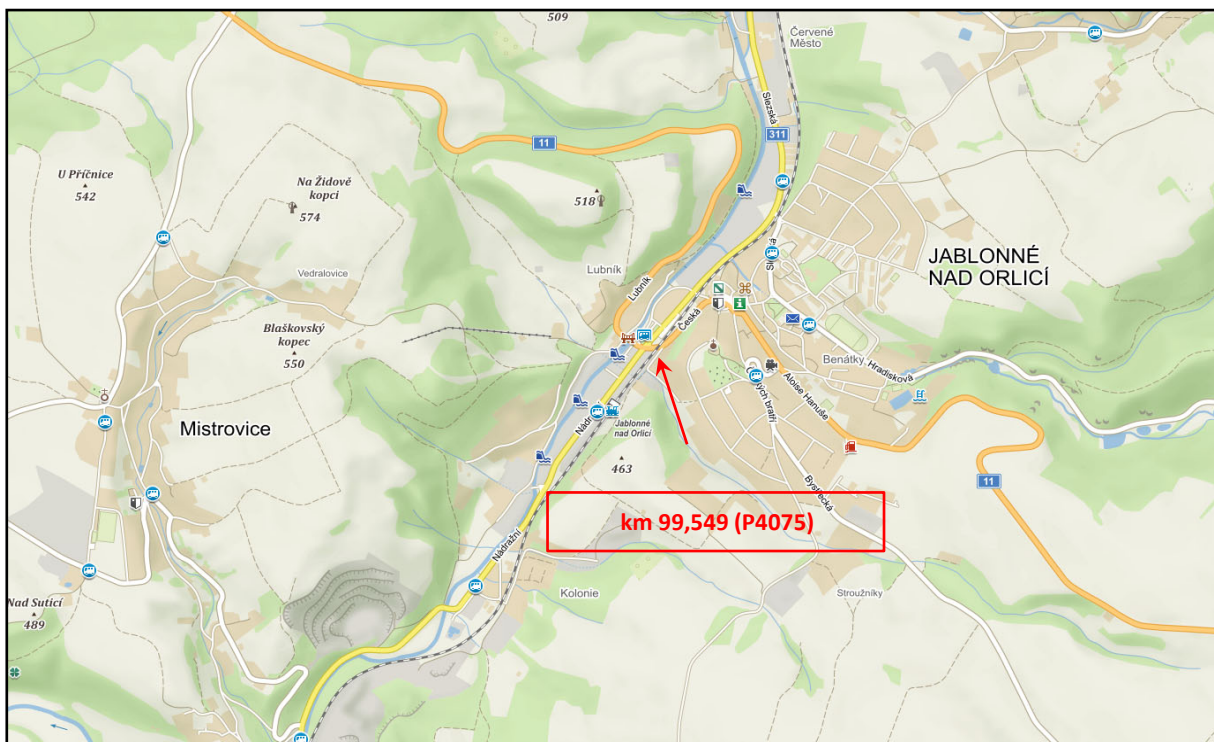 509
Červené
Město
Slezská
311
11
U Příčnice
542
Na Židově
kopci
574
518
Vedralovice
Lubník
Lubník
JABLONNÉ
NAD ORLICÍ
Česká
Blaškovský
kopec
550
Benátky
Hradisková
Aloise Hanuše
bratří
Mistrovice
Jablonné
nad Orlicí
463
11
Bystřecká
km 99,549 (P4075)
Nádražní
Kolonie
Stroužníky
Nad Suticí
489